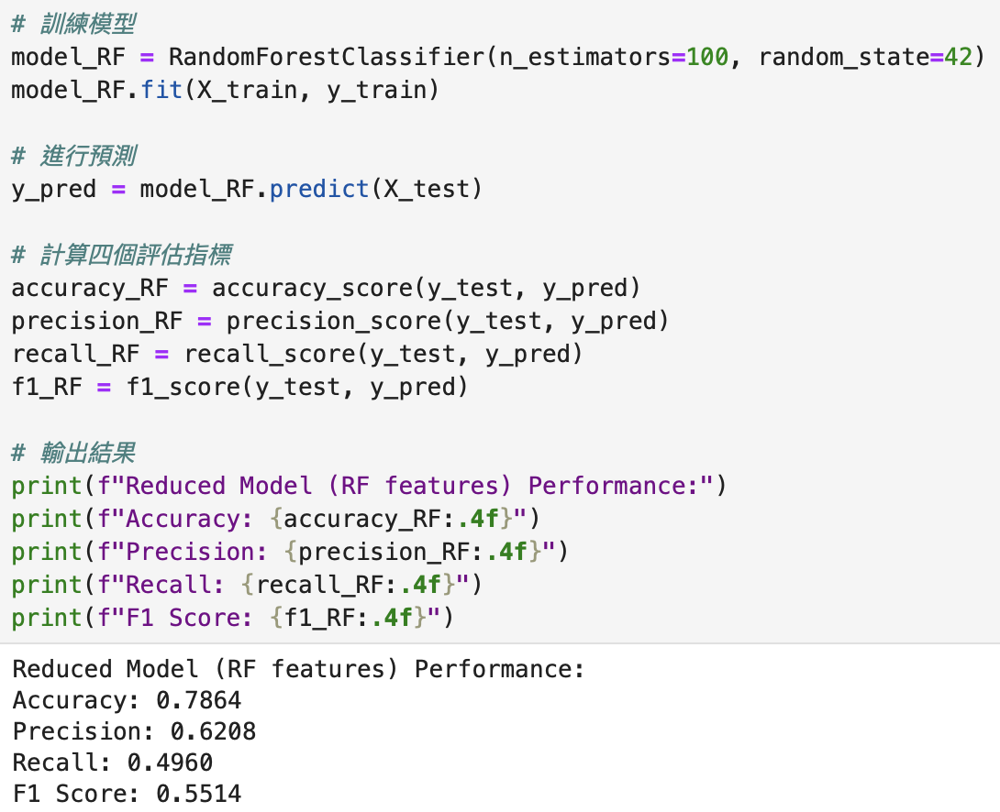 # 訓練模型
model_RF = RandomForestClassifier(n_estimators=100, random_state=42)
model_RF.fit(X_train, y_train)
# 進行預測
y_pred = model_RF.predict(X_test)
# 計算四個評估指標
accuracy_RF = accuracy_score(y_test, y_pred)
precision_RF = precision_score(y_test, y_pred)
recall_RF = recall_score(y_test, y_pred)
f1_RF = f1_score(y_test, y_pred)
# 輸出結果
print(f"Reduced Model (RF features) Performance:")
print(f"Accuracy: {accuracy_RF:.4f}")
print(f"Precision: {precision_RF:.4f}")
print(f"Recall: {recall_RF:.4f}")
print(f"F1 Score: {f1_RF:.4f}")
Reduced Model (RF features) Performance:
Accuracy: 0.7864
Precision: 0.6208
Recall: 0.4960
F1 Score: 0.5514